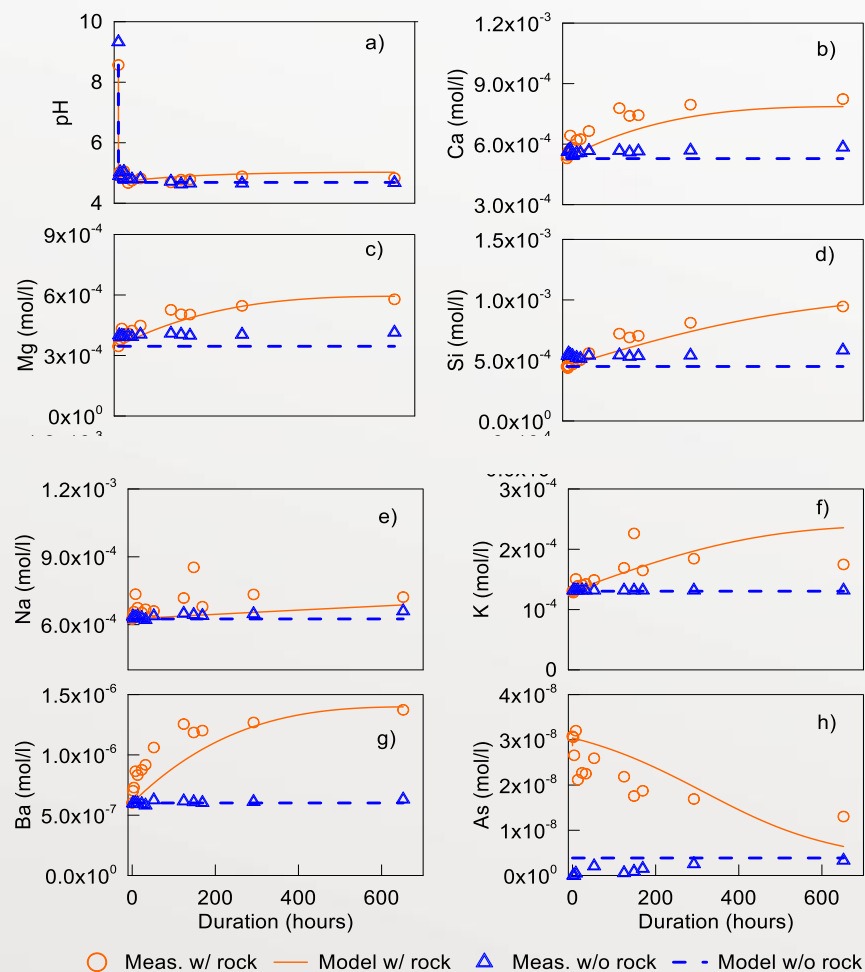 10
8
6
4
pH
a)
1.2x10⁻³
9.0x10⁻⁴
6.0x10⁻⁴
3.0x10⁻⁴
Ca (mol/l)
b)
9x10⁻⁴
6x10⁻⁴
3x10⁻⁴
0x10⁰
Mg (mol/l)
c)
1.5x10⁻³
1.0x10⁻³
5.0x10⁻⁴
0.0x10⁰
Si (mol/l)
d)
1.2x10⁻³
9.0x10⁻⁴
6.0x10⁻⁴
Na (mol/l)
e)
3x10⁻⁴
2x10⁻⁴
1x10⁻⁴
0
K (mol/l)
f)
1.5x10⁻⁶
1.0x10⁻⁶
5.0x10⁻⁷
0.0x10⁰
Ba (mol/l)
g)
0 200 400 600
Duration (hours)
4x10⁻⁸
3x10⁻⁸
2x10⁻⁸
1x10⁻⁸
0x10⁰
As (mol/l)
h)
0 200 400 600
Duration (hours)
Meas. w/ rock Model w/ rock Meas. w/o rock Model w/o rock